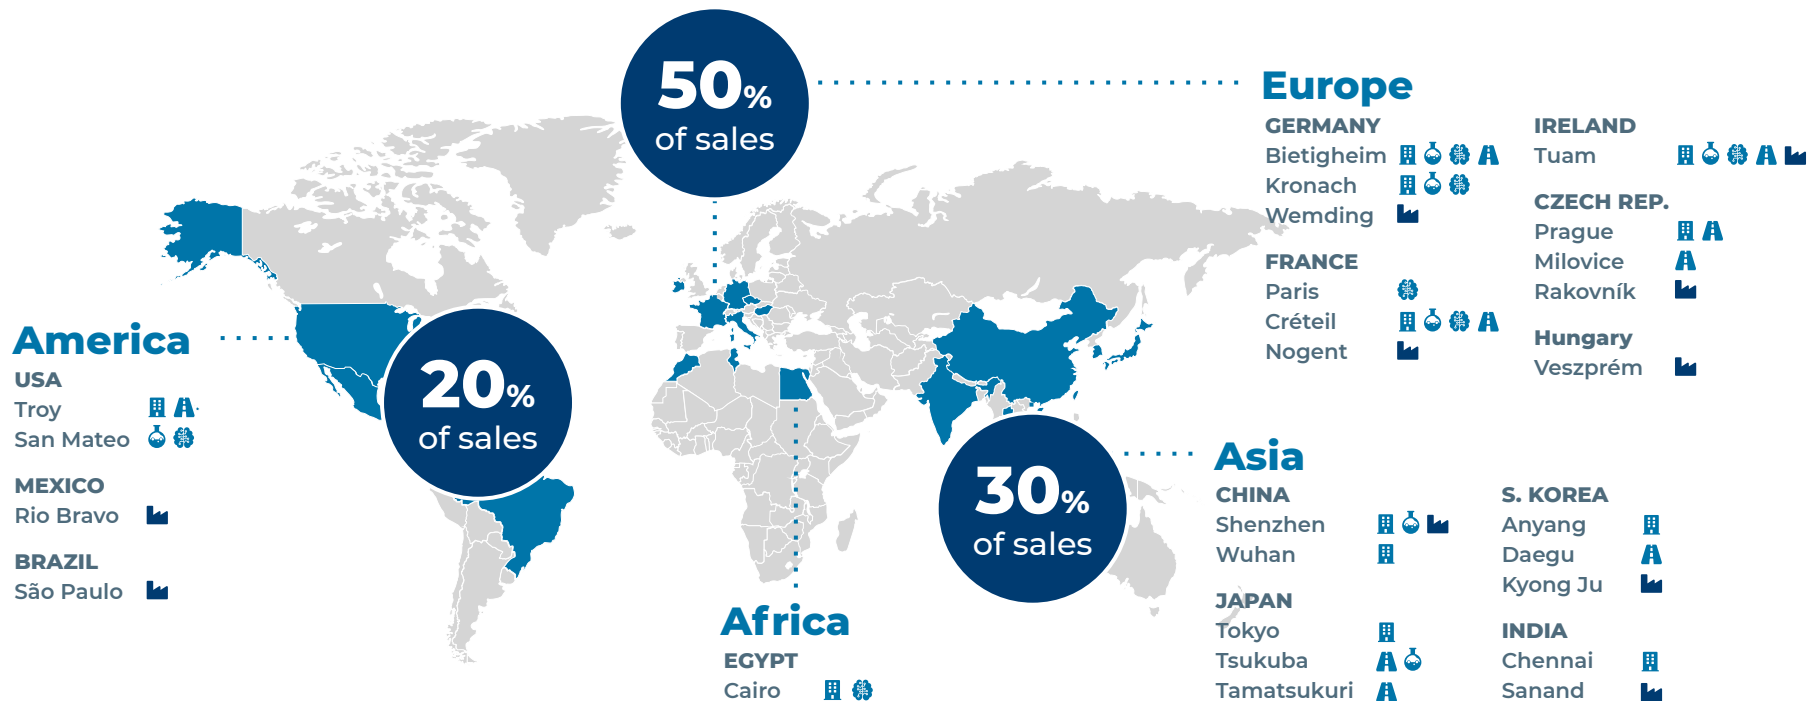 50%
of sales
Europe
GERMANY
Bietigheim
Kronach
Wemding
FRANCE
Paris
Créteil
Nogent
IRELAND
Tuam
CZECH REP.
Prague
Milovice
Rakovník
Hungary
Veszprém
America
USA
Troy
San Mateo
MEXICO
Rio Bravo
BRAZIL
São Paulo
20%
of sales
30%
of sales
Africa
EGYPT
Cairo
Asia
CHINA
Shenzhen
Wuhan
JAPAN
Tokyo
Tsukuba
Tamatsukuri
S. KOREA
Anyang
Daegu
Kyong Ju
INDIA
Chennai
Sanand